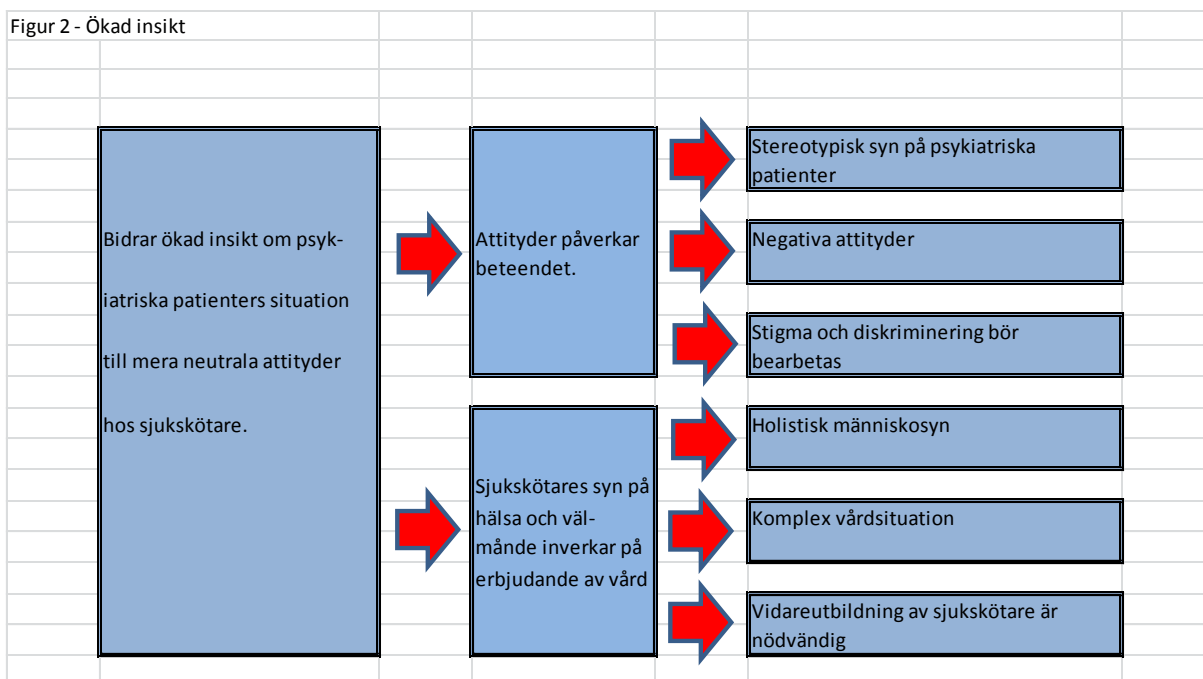 Figur 2 - Ökad insikt
Bidrar ökad insikt om psyk-
iatriska patienters situation
till mera neutrala attityder
hos sjukskötare.
Attityder påverkar
beteendet.
Sjukskötares syn på
hälsa och väl-
månde inverkar på
erbjudande av vård
Stereotypisk syn på psykiatriska
patienter
Negativa attityder
Stigma och diskriminering bör
bearbetas
Holistisk människosyn
Komplex vårdsituation
Vidareutbildning av sjukskötare är
nödvändig